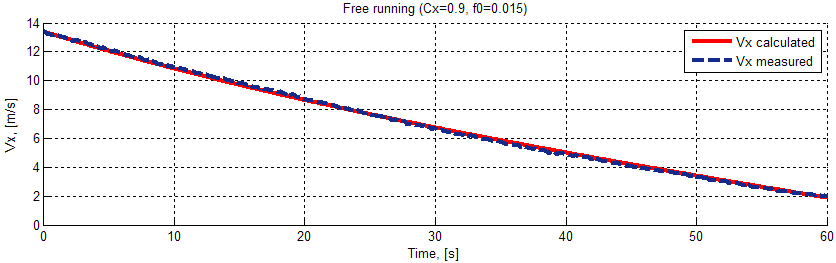 Free running (Cx=0.9, f0=0.015)
14
12
10
8
6
4
2
0
Vx, [m/s]
Vx calculated
Vx measured
0 10 20 30 40 50 60
Time, [s]